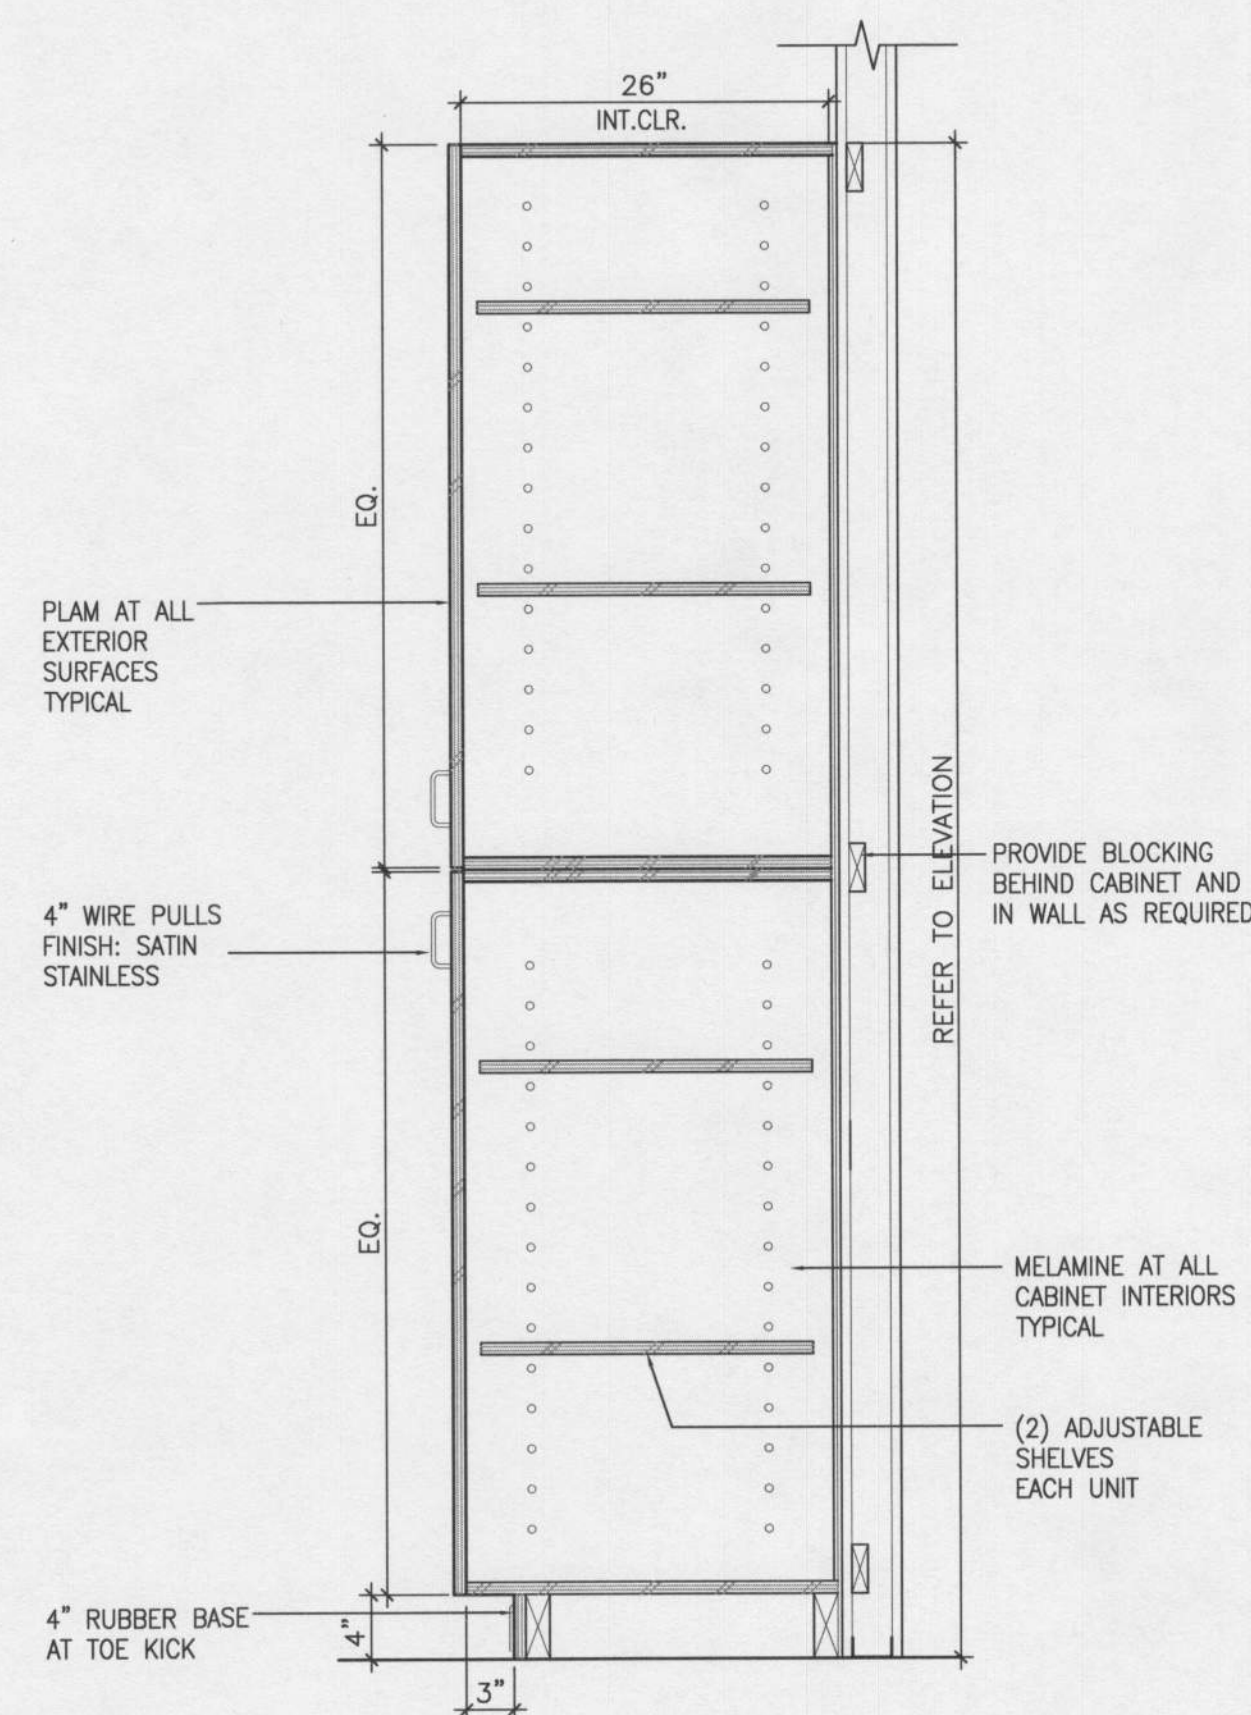 26”
INT.CLR.
EQ.
PLAM AT ALL
EXTERIOR
SURFACES
TYPICAL
REFER TO ELEVATION
PROVIDE BLOCKING
BEHIND CABINET AND
IN WALL AS REQUIRED
4” WIRE PULLS
FINISH: SATIN
STAINLESS
EQ.
MELAMINE AT ALL
CABINET INTERIORS
TYPICAL
(2) ADJUSTABLE
SHELVES
EACH UNIT
4” RUBBER BASE
AT TOE KICK
4”
3”